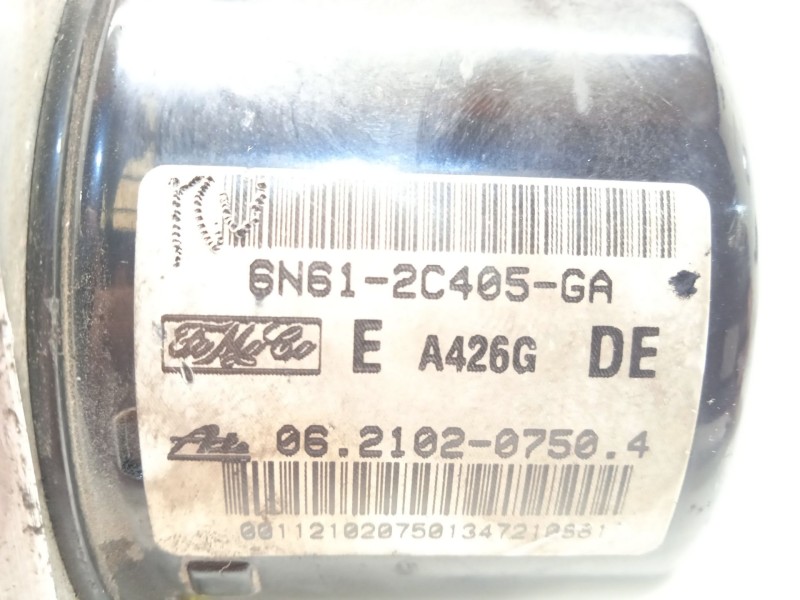 6N61-2C405-GA
FoMoCo E A426G DE
Ate 06.2102-0750.4